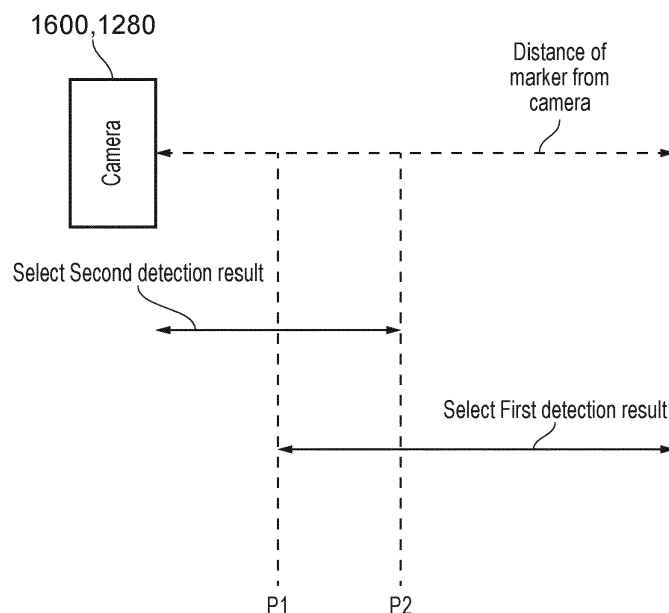 1600,1280
Camera
Distance of
marker from
camera
Select Second detection result
Select First detection result
P1
P2